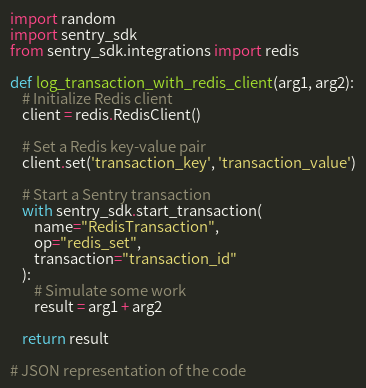 import random
import sentry_sdk
from sentry_sdk.integrations import redis
def log_transaction_with_redis_client(arg1, arg2):
# Initialize Redis client
client = redis.RedisClient()
# Set a Redis key-value pair
client.set('transaction_key', 'transaction_value')
# Start a Sentry transaction
with sentry_sdk.start_transaction(
name="RedisTransaction",
op="redis_set",
transaction="transaction_id"
):
# Simulate some work
result = arg1 + arg2
return result
# JSON representation of the code